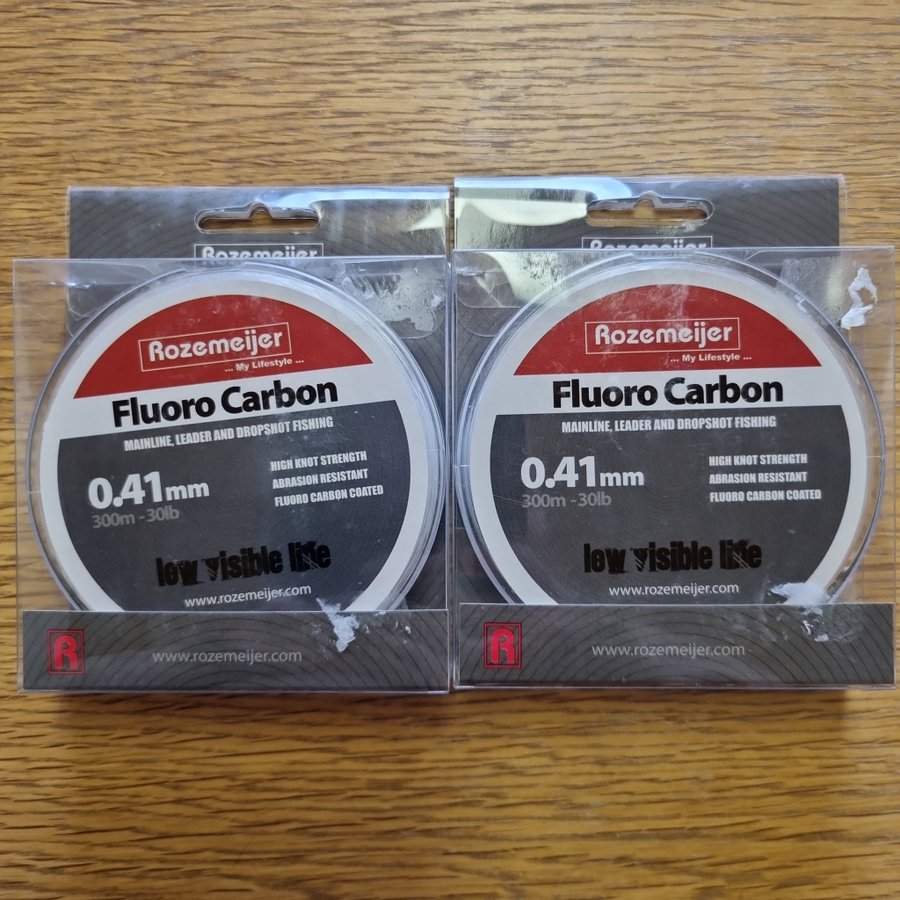 Rozemeijer
Rozemeijer
... My Lifestyle ...
Fluoro Carbon
MAINLINE, LEADER AND DROPSHOT FISHING
0.41mm
300m - 30lb
HIGH KNOT STRENGTH
ABRASION RESISTANT
FLUORO CARBON COATED
low visible line
www.rozemeijer.com
R
www.rozemeijer.com
Rozemeijer
Rozemeijer
... My Lifestyle ...
Fluoro Carbon
MAINLINE, LEADER AND DROPSHOT FISHING
0.41mm
300m - 30lb
HIGH KNOT STRENGTH
ABRASION RESISTANT
FLUORO CARBON COATED
low visible line
www.rozemeijer.com
R
www.rozemeijer.com